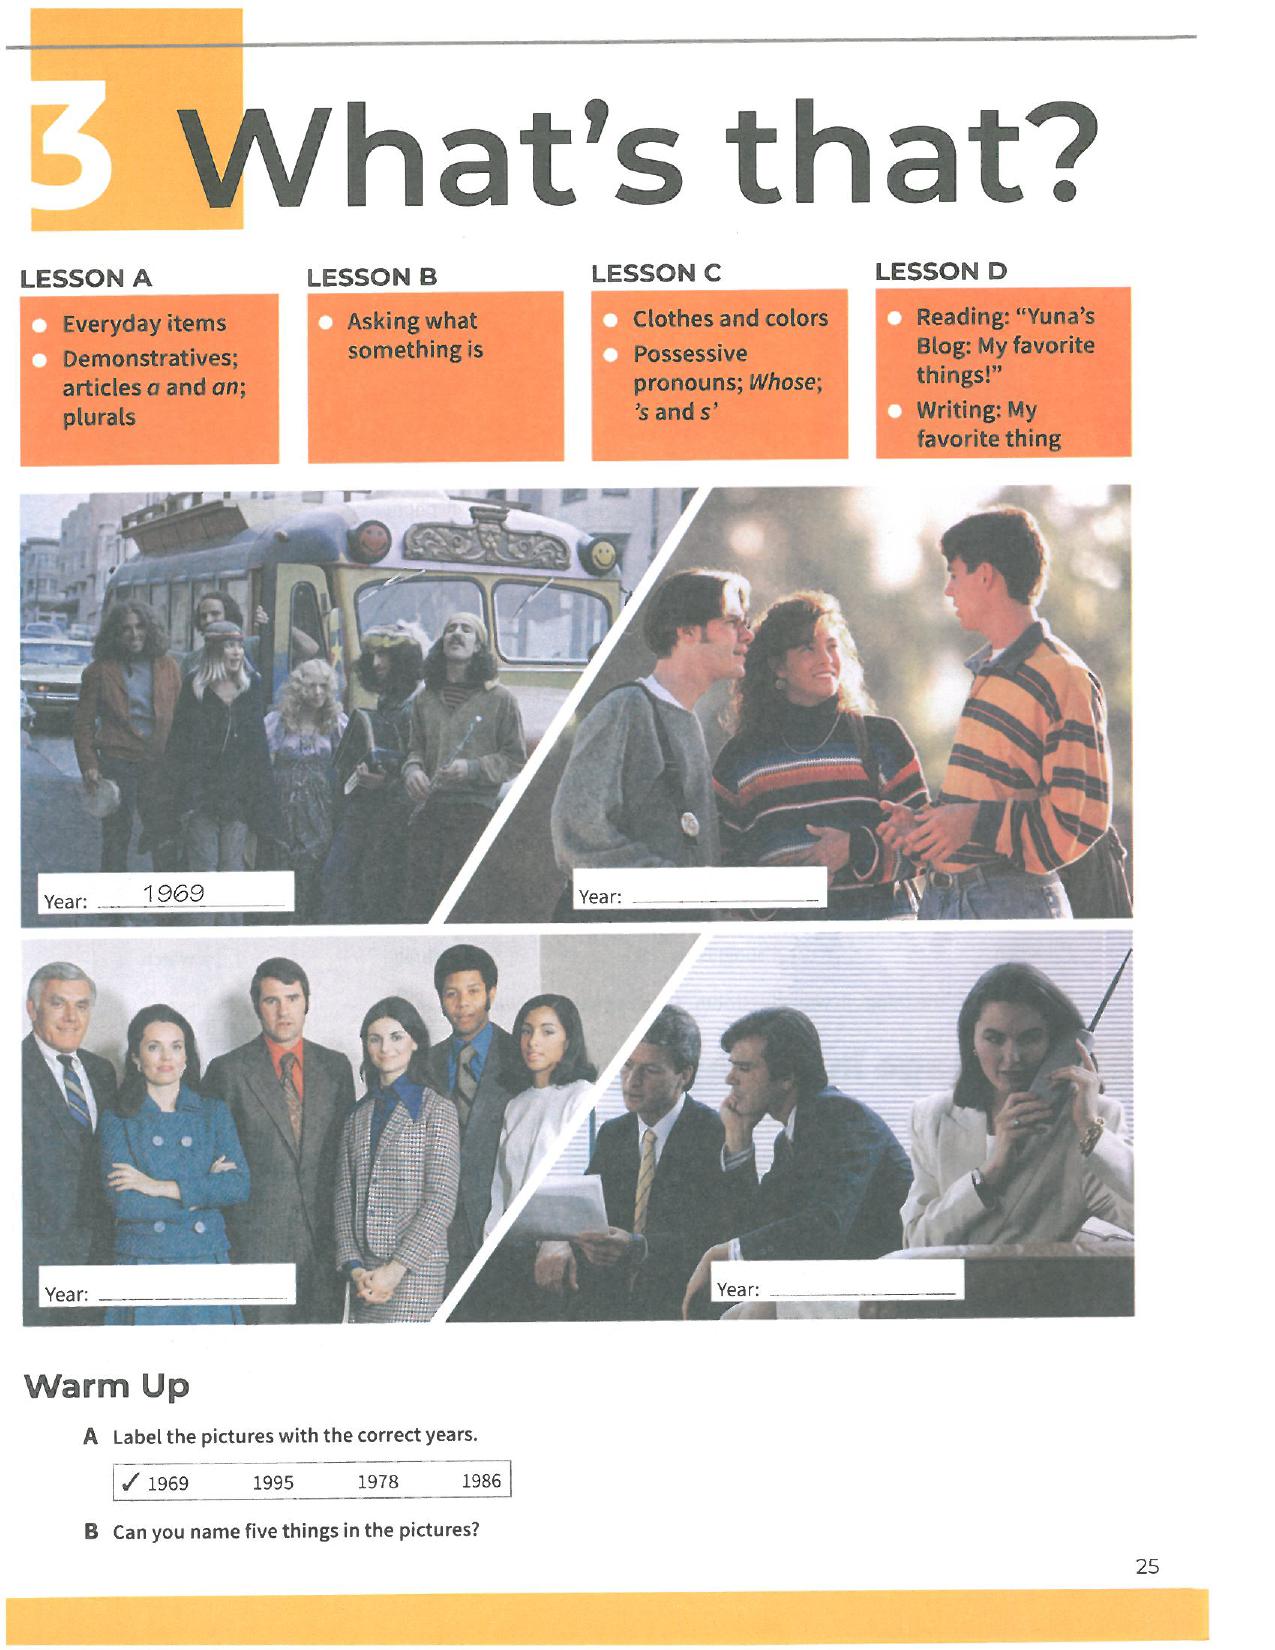 3 What's that?
LESSON A
• Everyday items
• Demonstratives;
articles a and an;
plurals
LESSON B
• Asking what
something is
LESSON C
• Clothes and colors
• Possessive
pronouns; Whose;
's and s'
LESSON D
• Reading: "Yuna's
Blog: My favorite
things!"
• Writing: My
favorite thing
Year: 1969
Year:
Year:
Year:
Warm Up
A Label the pictures with the correct years.
✓ 1969 1995 1978 1986
B Can you name five things in the pictures?
25